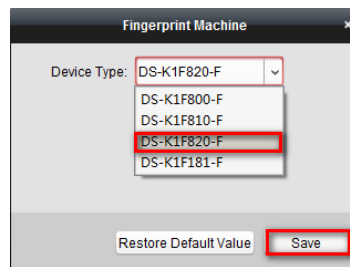 Fingerprint Machine ×
Device Type: DS-K1F820-F
DS-K1F800-F
DS-K1F810-F
DS-K1F820-F
DS-K1F181-F
Restore Default Value Save